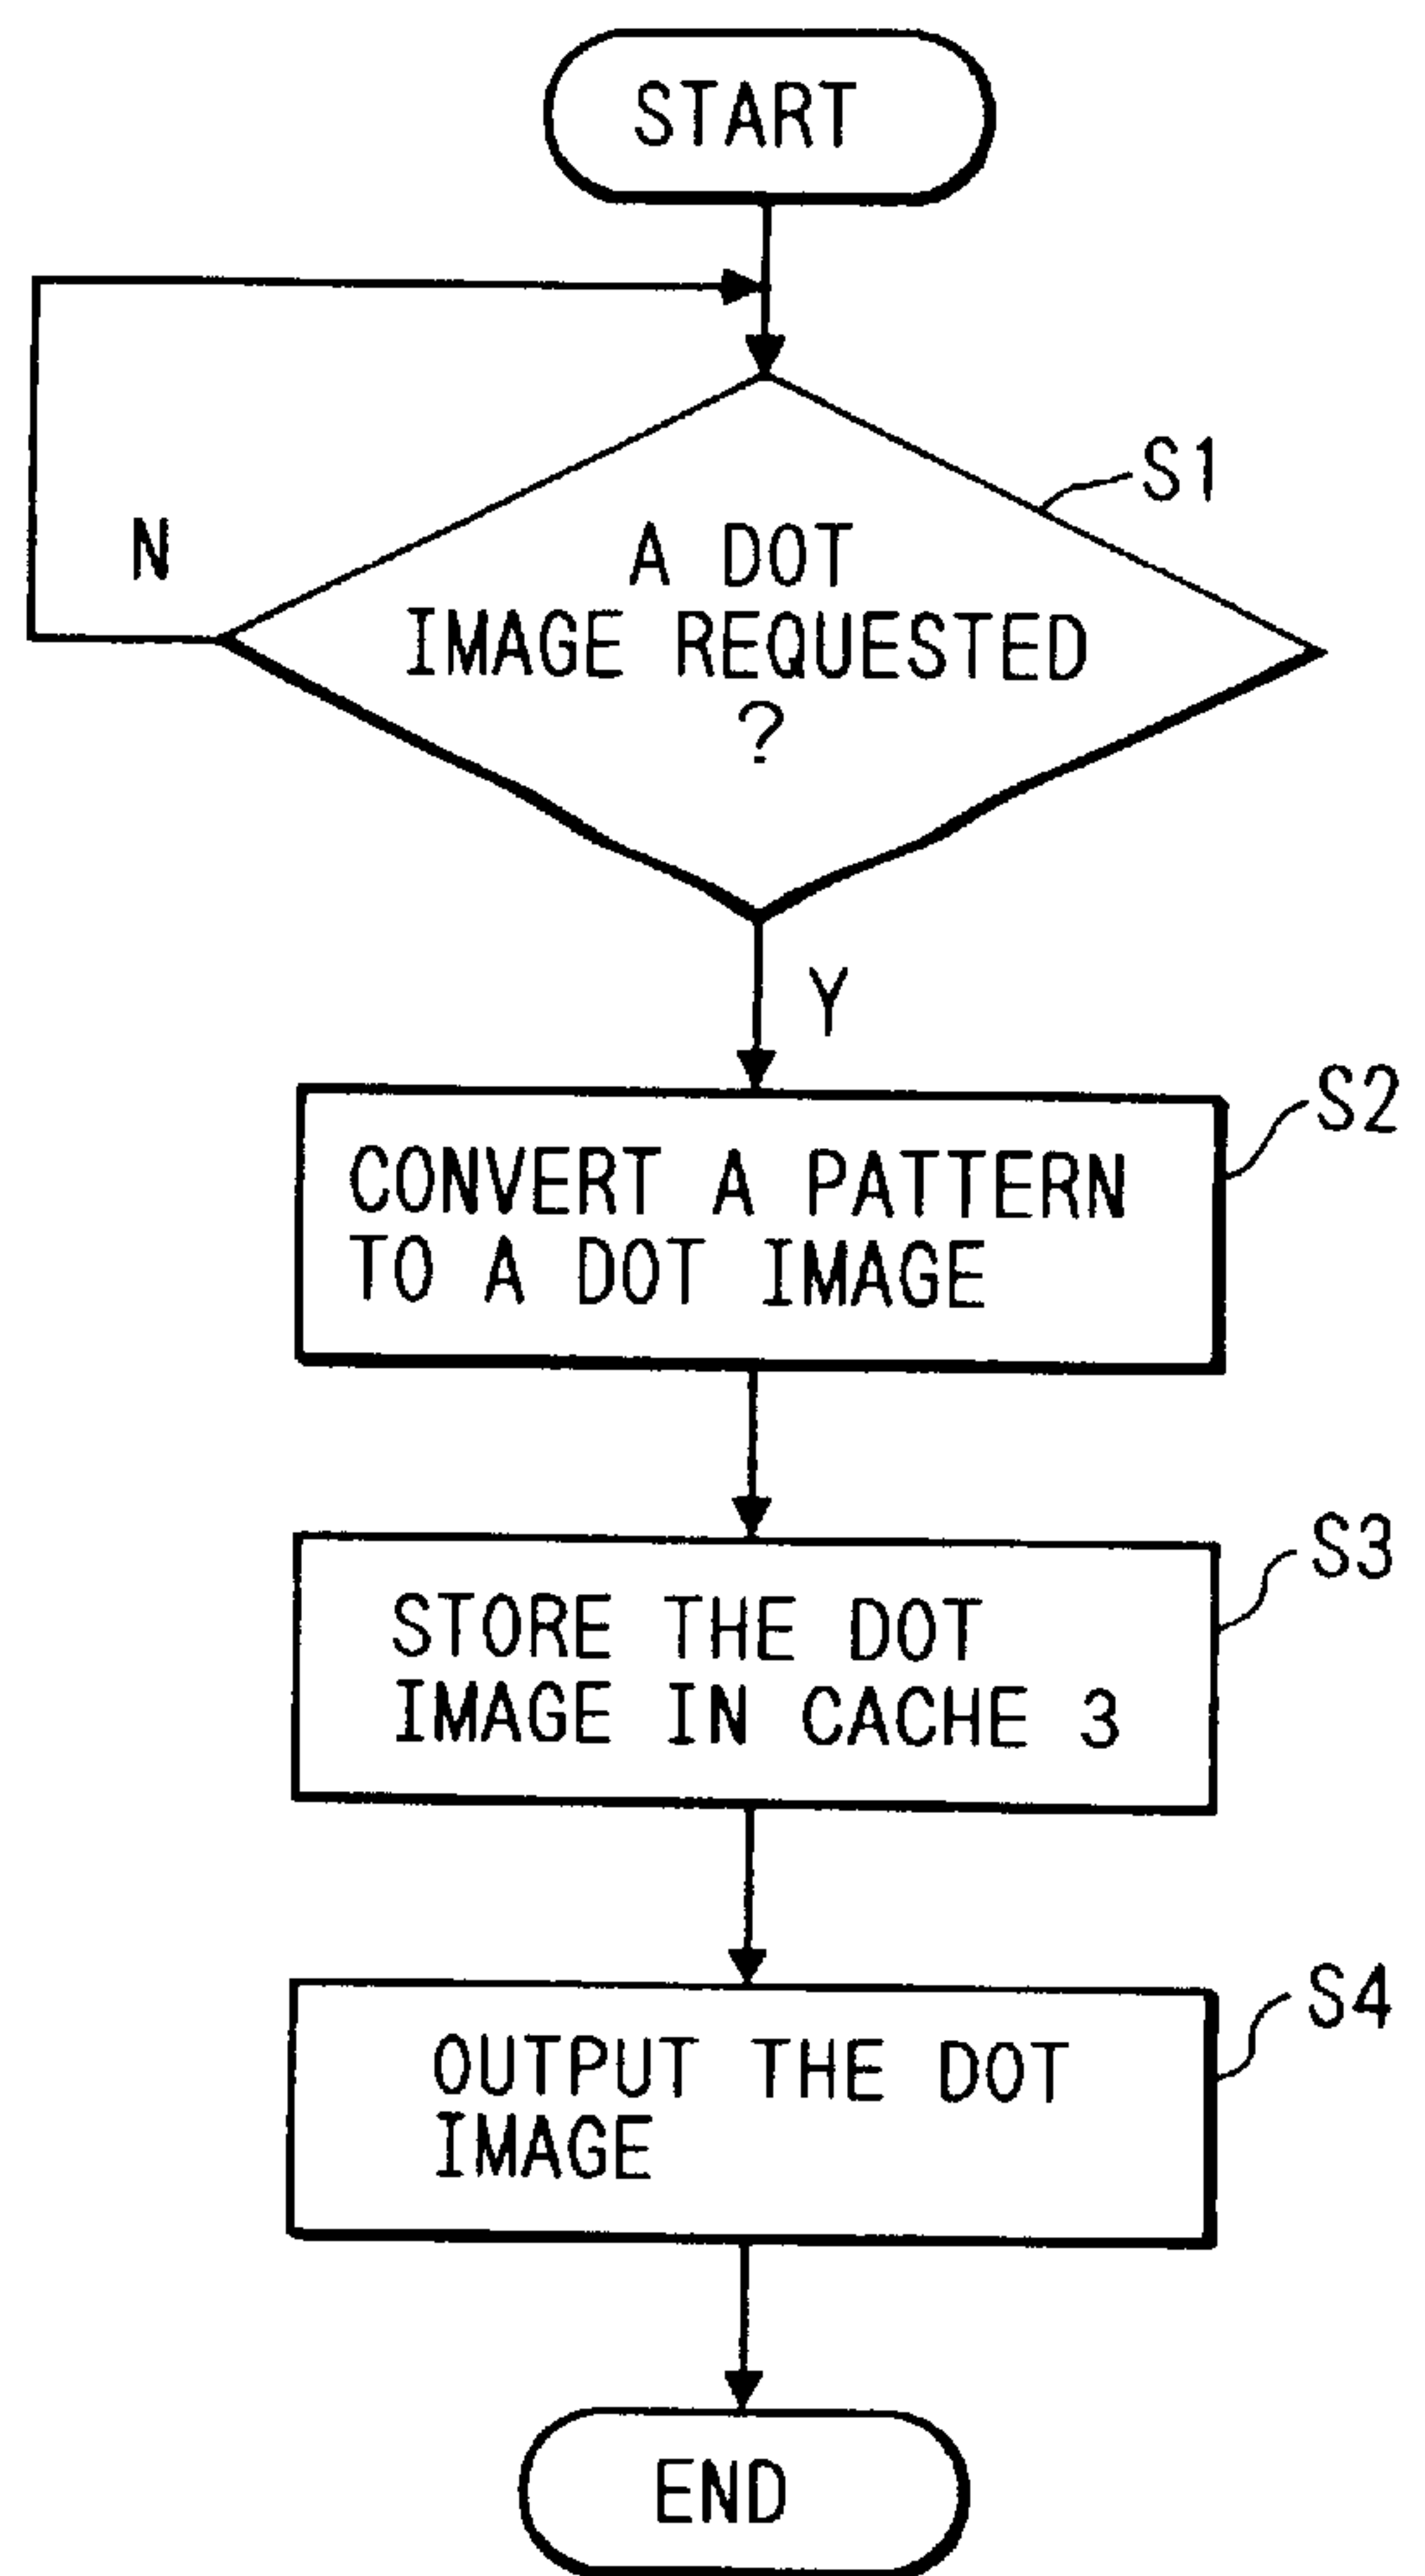 START
S1
N
A DOT
IMAGE REQUESTED
?
Y
S2
CONVERT A PATTERN
TO A DOT IMAGE
S3
STORE THE DOT
IMAGE IN CACHE 3
S4
OUTPUT THE DOT
IMAGE
END